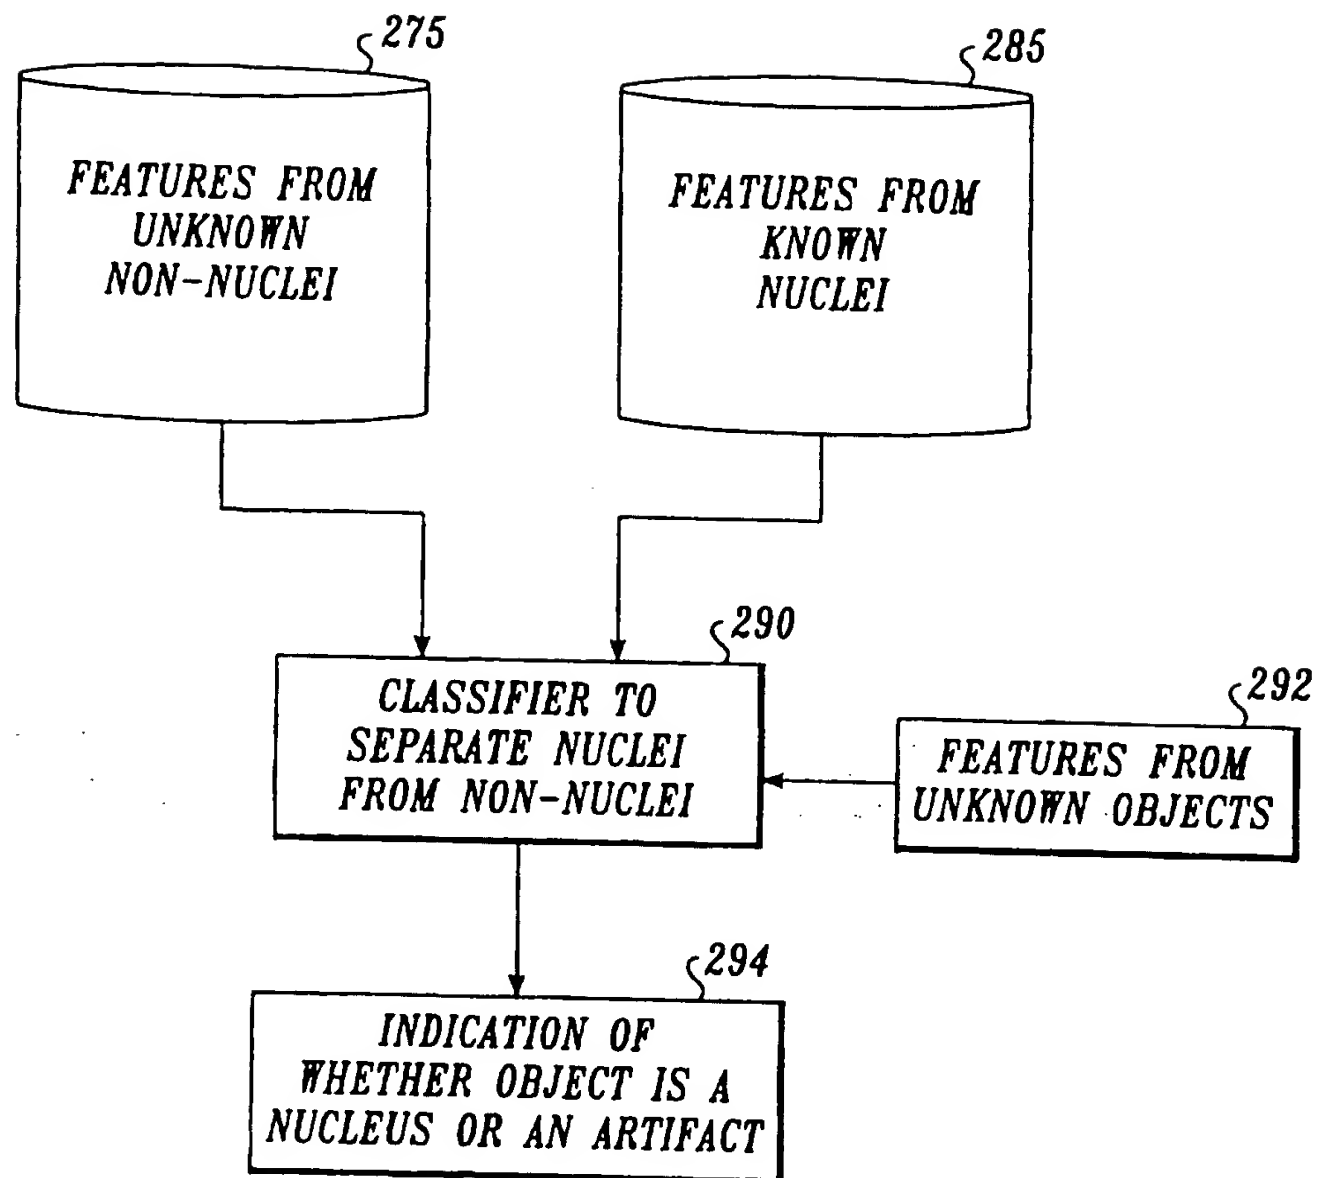 275
FEATURES FROM
UNKNOWN
NON-NUCLEI
285
FEATURES FROM
KNOWN
NUCLEI
290
CLASSIFIER TO
SEPARATE NUCLEI
FROM NON-NUCLEI
292
FEATURES FROM
UNKNOWN OBJECTS
294
INDICATION OF
WHETHER OBJECT IS A
NUCLEUS OR AN ARTIFACT